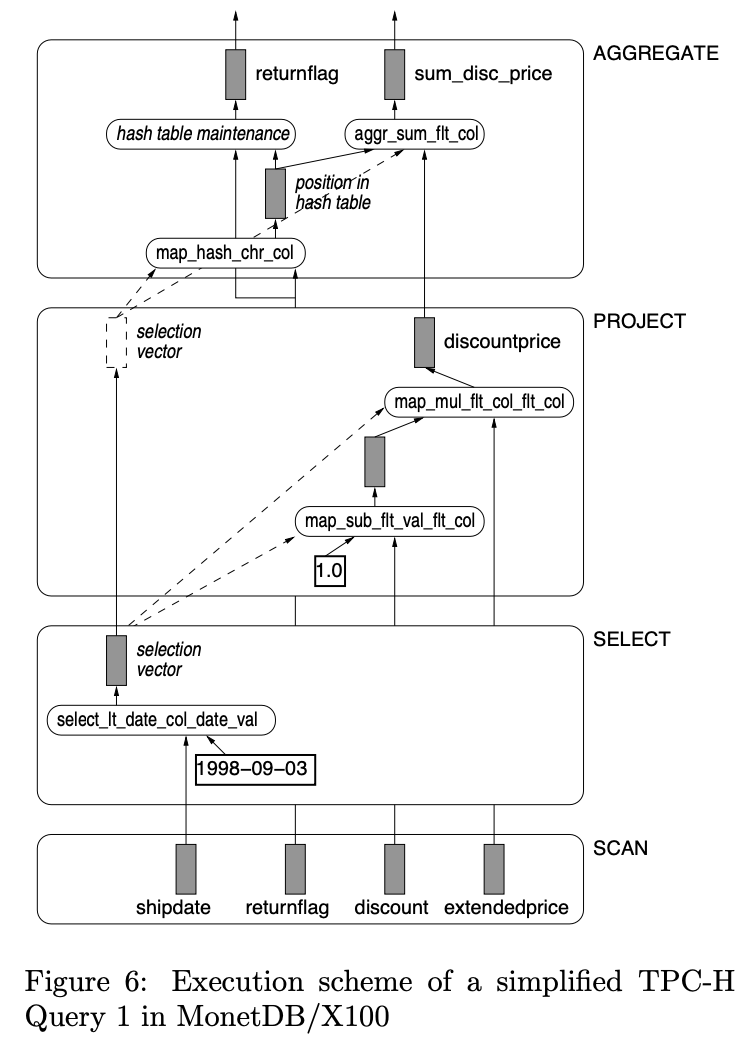 AGGREGATE
returnflag
sum_disc_price
hash table maintenance
aggr_sum_flt_col
position in
hash table
map_hash_chr_col
PROJECT
selection
vector
discountprice
map_mul_flt_col_flt_col
map_sub_flt_val_flt_col
1.0
SELECT
selection
vector
select_lt_date_col_date_val
1998−09−03
SCAN
shipdate
returnflag
discount
extendedprice
Figure 6: Execution scheme of a simplified TPC-H
Query 1 in MonetDB/X100